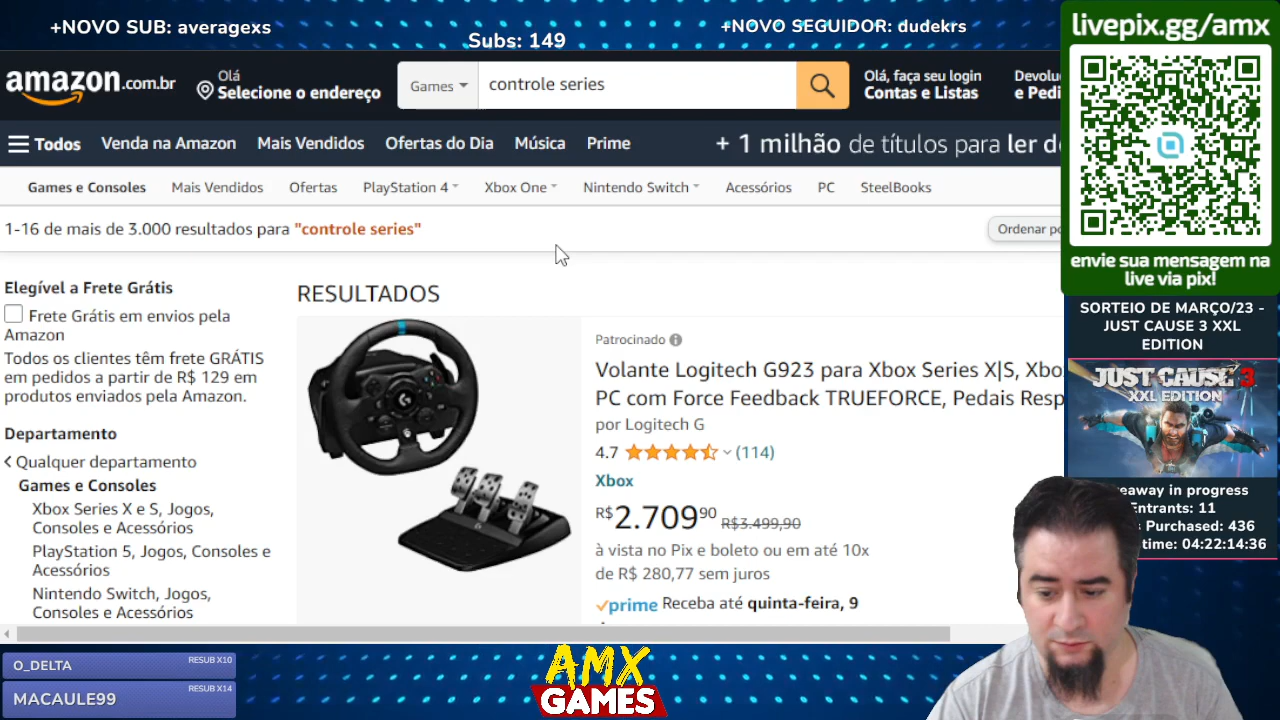 +NOVO SUB: averagexs
Subs: 149
+NOVO SEGUIDOR: dudekrs
livepix.gg/amx
amazon.com.br
Olá
Selecione o endereço
Games
controle series
Olá, faça seu login
Contas e Listas
Devolu
e Pedi
Todos
Venda na Amazon
Mais Vendidos
Ofertas do Dia
Música
Prime
+ 1 milhão de títulos para ler d
Games e Consoles
Mais Vendidos
Ofertas
PlayStation 4
Xbox One
Nintendo Switch
Acessórios
PC
SteelBooks
1-16 de mais de 3.000 resultados para "controle series"
Ordenar po
envie sua mensagem na
live via pix!
Elegível a Frete Grátis
Frete Grátis em envios pela
Amazon
Todos os clientes têm frete GRÁTIS
em pedidos a partir de R$ 129 em
produtos enviados pela Amazon.
Departamento
Qualquer departamento
Games e Consoles
Xbox Series X e S, Jogos,
Consoles e Acessórios
PlayStation 5, Jogos, Consoles e
Acessórios
Nintendo Switch, Jogos,
Consoles e Acessórios
RESULTADOS
Patrocinado
Volante Logitech G923 para Xbox Series X|S, Xbo
PC com Force Feedback TRUEFORCE, Pedais Resp
por Logitech G
4.7 (114)
Xbox
R$2.70990 R$3.499,90
à vista no Pix e boleto ou em até 10x
de R$ 280,77 sem juros
prime Receba até quinta-feira, 9
SORTEIO DE MARÇO/23 -
JUST CAUSE 3 XXL
EDITION
JUST CAUSE 3
XXL EDITION
eaway in progress
Entrants: 11
Purchased: 436
time: 04:22:14:36
O_DELTA
RESUB X10
MACAULE99
RESUB X14
AMX
GAMES